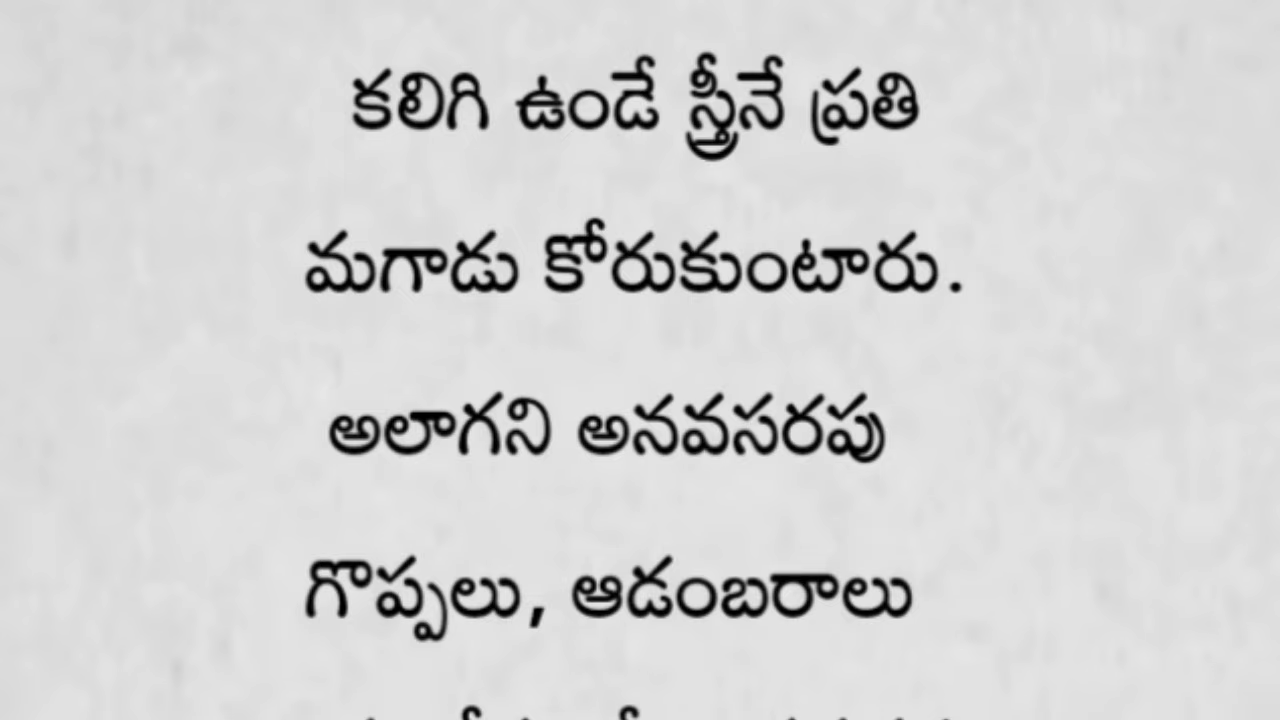 కలిగి ఉండే స్త్రీనే ప్రతి
మగాడు కోరుకుంటారు.
అలాగని అనవసరపు
గొప్పలు, ఆడంబరాలు